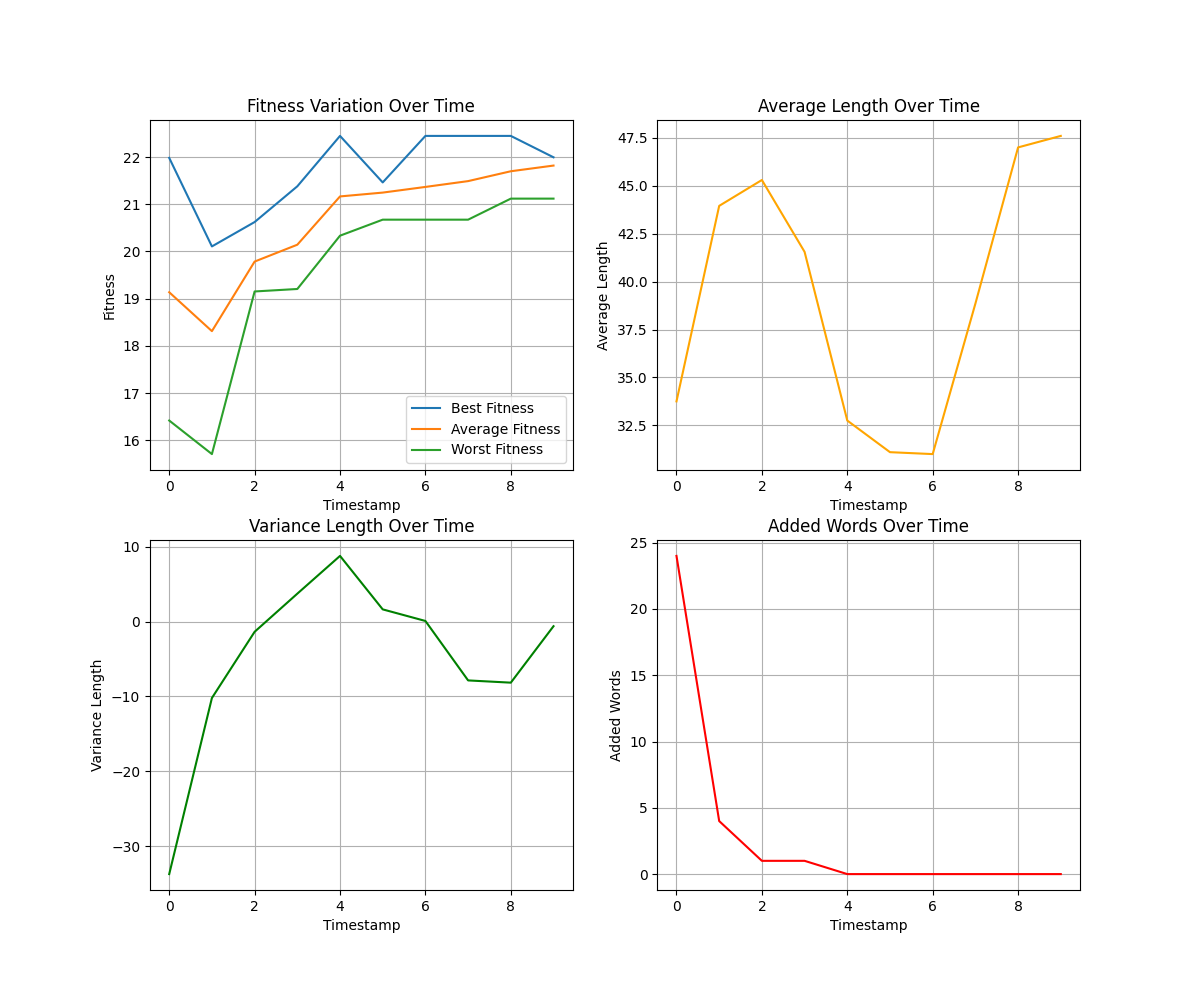 Fitness Variation Over Time
22
21
20
19
18
17
16
Fitness
0 2 4 6 8
Timestamp
Best Fitness
Average Fitness
Worst Fitness
Average Length Over Time
47.5
45.0
42.5
40.0
37.5
35.0
32.5
Average Length
0 2 4 6 8
Timestamp
Variance Length Over Time
10
0
−10
−20
−30
Variance Length
0 2 4 6 8
Timestamp
Added Words Over Time
25
20
15
10
5
0
Added Words
0 2 4 6 8
Timestamp